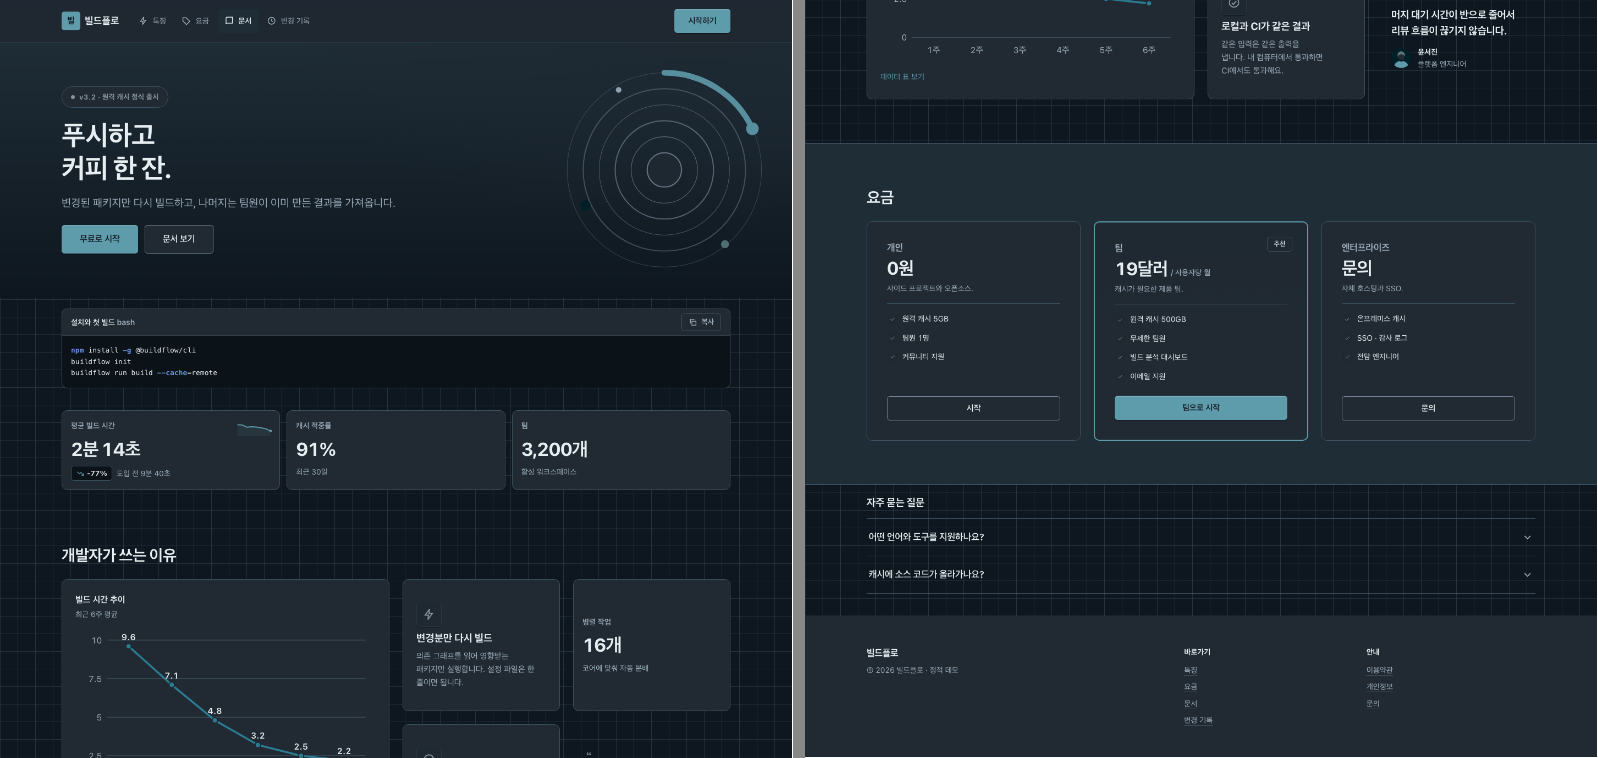 빌 빌드플로
특징
요금
문서
변경 기록
시작하기
v3.2 · 원격 캐시 정식 출시
푸시하고
커피 한 잔.
변경된 패키지만 다시 빌드하고, 나머지는 팀원이 이미 만든 결과를 가져옵니다.
무료로 시작
문서 보기
설치와 첫 빌드 bash
복사
npm install -g @buildflow/cli
buildflow init
buildflow run build --cache=remote
평균 빌드 시간
2분 14초
-77% 도입 전 9분 40초
캐시 적중률
91%
최근 30일
팀
3,200개
활성 워크스페이스
개발자가 쓰는 이유
빌드 시간 추이
최근 6주 평균
10
7.5
5
2.5
9.6
7.1
4.8
3.2
2.5
2.2
변경분만 다시 빌드
의존 그래프를 읽어 영향받는
패키지만 실행합니다. 설정 파일은 한
줄이면 됩니다.
병렬 작업
16개
코어에 맞춰 자동 분배
“
0
1주
2주
3주
4주
5주
6주
데이터 표 보기
로컬과 CI가 같은 결과
같은 입력은 같은 출력을
냅니다. 내 컴퓨터에서 통과하면
CI에서도 통과해요.
머지 대기 시간이 반으로 줄어서
리뷰 흐름이 끊기지 않습니다.
윤서진
플랫폼 엔지니어
요금
개인
0원
사이드 프로젝트와 오픈소스.
원격 캐시 5GB
팀원 1명
커뮤니티 지원
시작
팀
추천
19달러 / 사용자당 월
캐시가 필요한 제품 팀.
원격 캐시 500GB
무제한 팀원
빌드 분석 대시보드
이메일 지원
팀으로 시작
엔터프라이즈
문의
자체 호스팅과 SSO.
온프레미스 캐시
SSO · 감사 로그
전담 엔지니어
문의
자주 묻는 질문
어떤 언어와 도구를 지원하나요?
캐시에 소스 코드가 올라가나요?
빌드플로
© 2026 빌드플로 · 정적 데모
바로가기
특징
요금
문서
변경 기록
안내
이용약관
개인정보
문의